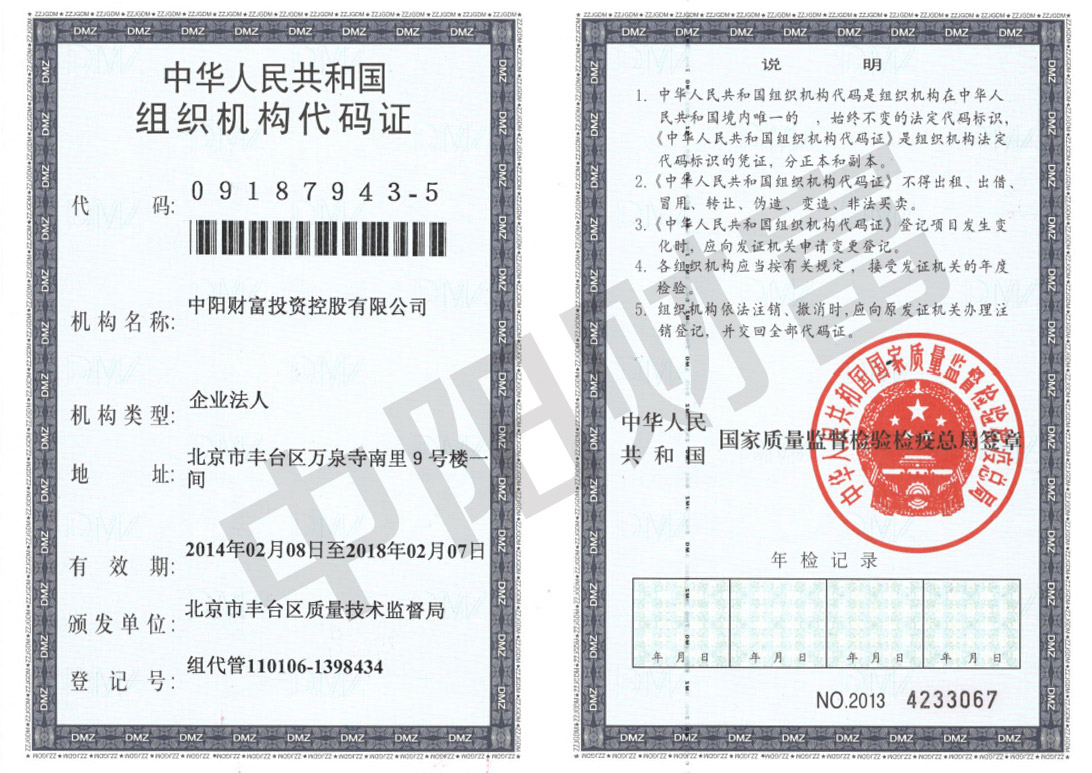 中华人民共和国
组织机构代码证
代 码: 09187943-5
机构名称: 中阳财富投资控股有限公司
机构类型: 企业法人
地 址: 北京市丰台区万泉寺南里9号楼一
间
有 效 期: 2014年02月08日至2018年02月07日
颁发单位: 北京市丰台区质量技术监督局
登 记 号: 组代管110106-1398434
说 明
1. 中华人民共和国组织机构代码是组织机构在中华人
民共和国境内唯一的 、始终不变的法定代码标识,
《中华人民共和国组织机构代码证》是组织机构法定
代码标识的凭证，分正本和副本。
2.《中华人民共和国组织机构代码证》不得出租、出借、
冒用、转让、伪造、变造、非法买卖。
3.《中华人民共和国组织机构代码证》登记项目发生变
化时，应向发证机关申请变更登记。
4. 各组织机构应当按有关规定，接受发证机关的年度
检验。
5. 组织机构依法注销、撤消时,应向原发证机关办理注
销登记，并交回全部代码证。
中华人民
共和国
国家质量监督检验检疫总局签章
中华人民共和国国家质量监督检验检疫总局
年检记录
年 月 日 年 月 日 年 月 日 年 月 日
NO.2013 4233067
中阳财富
DMZ
ZZJGDM